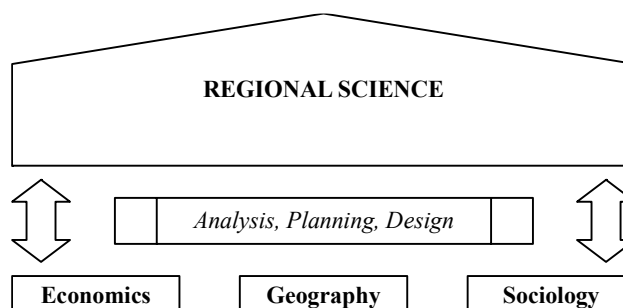 REGIONAL SCIENCE
Analysis, Planning, Design
Economics Geography Sociology